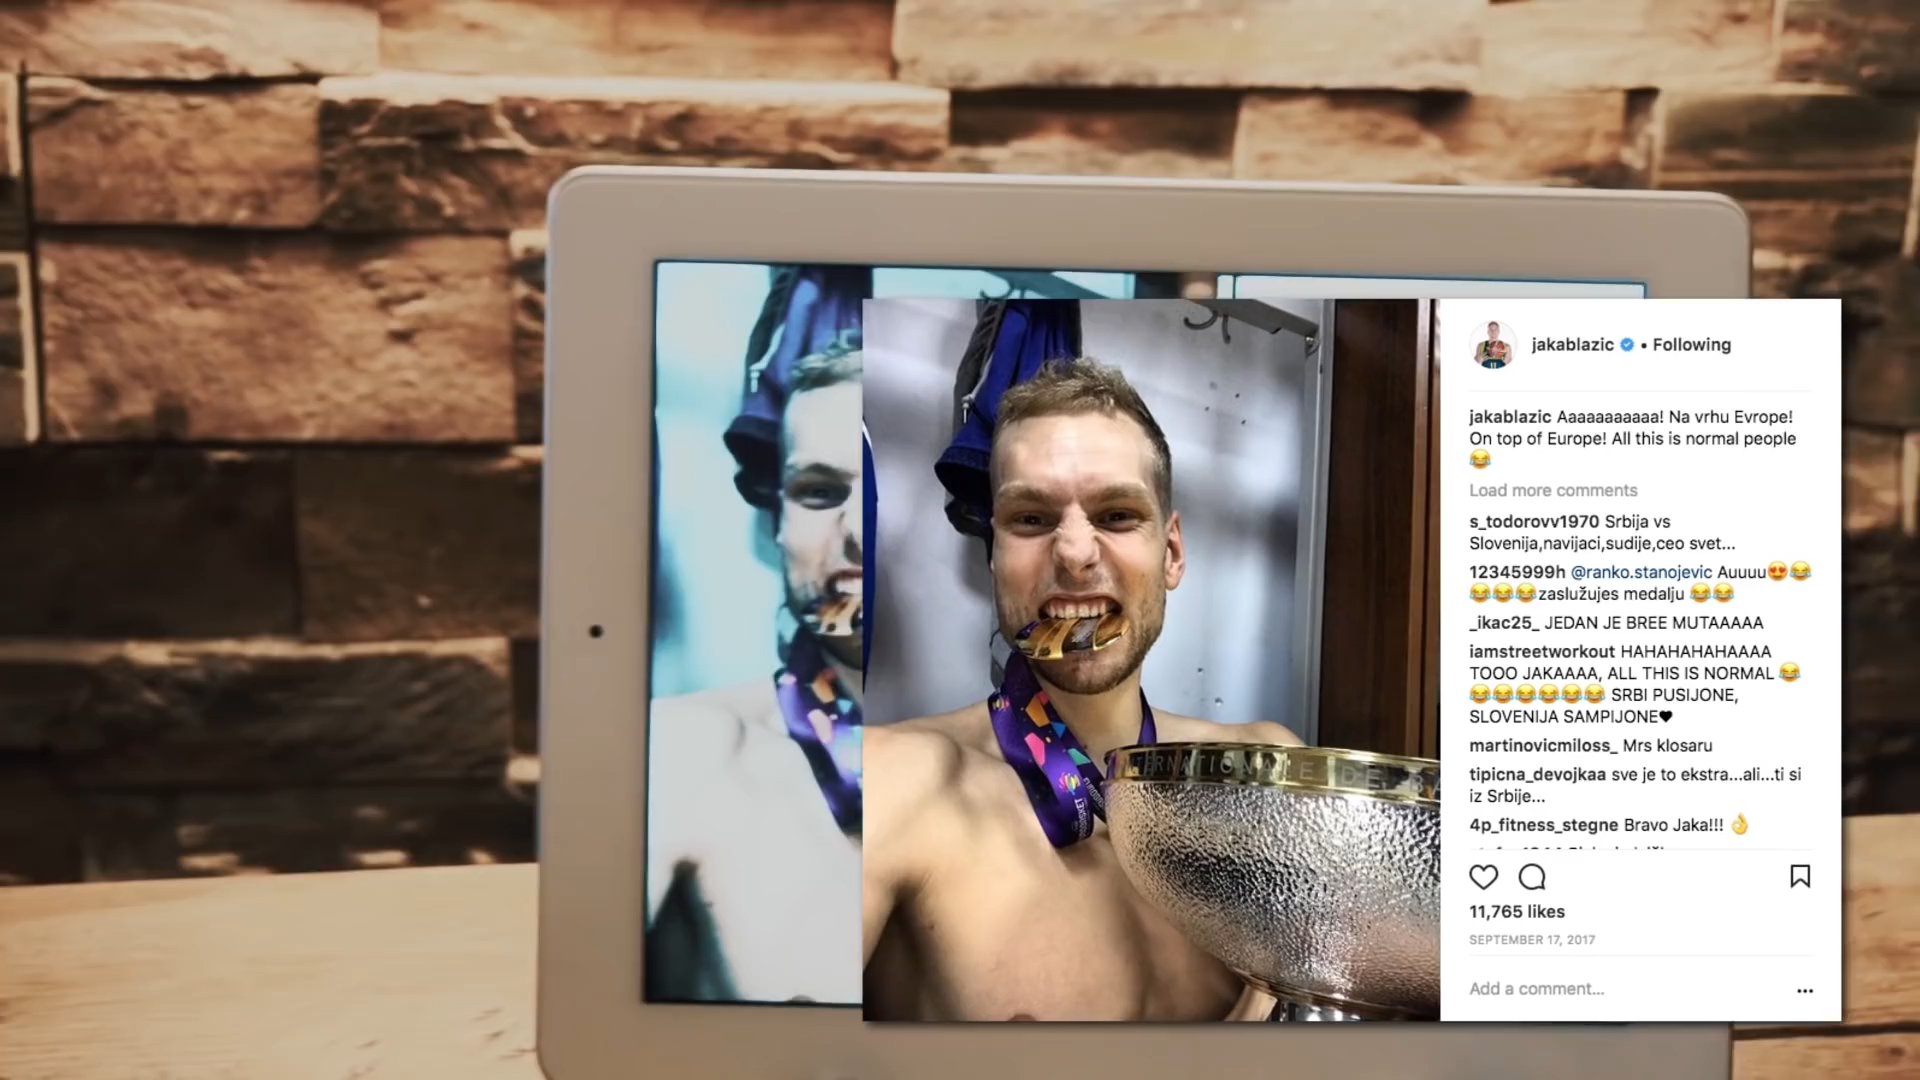 jakablazic • Following
jakablazic Aaaaaaaaaaa! Na vrhu Evrope!
On top of Europe! All this is normal people
😂
Load more comments
s_todorovv1970 Srbija vs
Slovenija,navijaci,sudije,ceo svet...
12345999h @ranko.stanojevic Auuuu😍😂
😂😂😂zaslužujes medalju 😂😂
_ikac25_ JEDAN JE BREE MUTAAAAA
iamstreetworkout HAHAHAHAHAAAA
TOOO JAKAAAA, ALL THIS IS NORMAL 😂
😂😂😂😂😂😂 SRBI PUSIJONE,
SLOVENIJA SAMPIJONE♥
martinovicmiloss_ Mrs klosaru
tipicna_devojkaa sve je to ekstra...ali...ti si
iz Srbije...
4p_fitness_stegne Bravo Jaka!!! 👌
11,765 likes
SEPTEMBER 17, 2017
Add a comment...